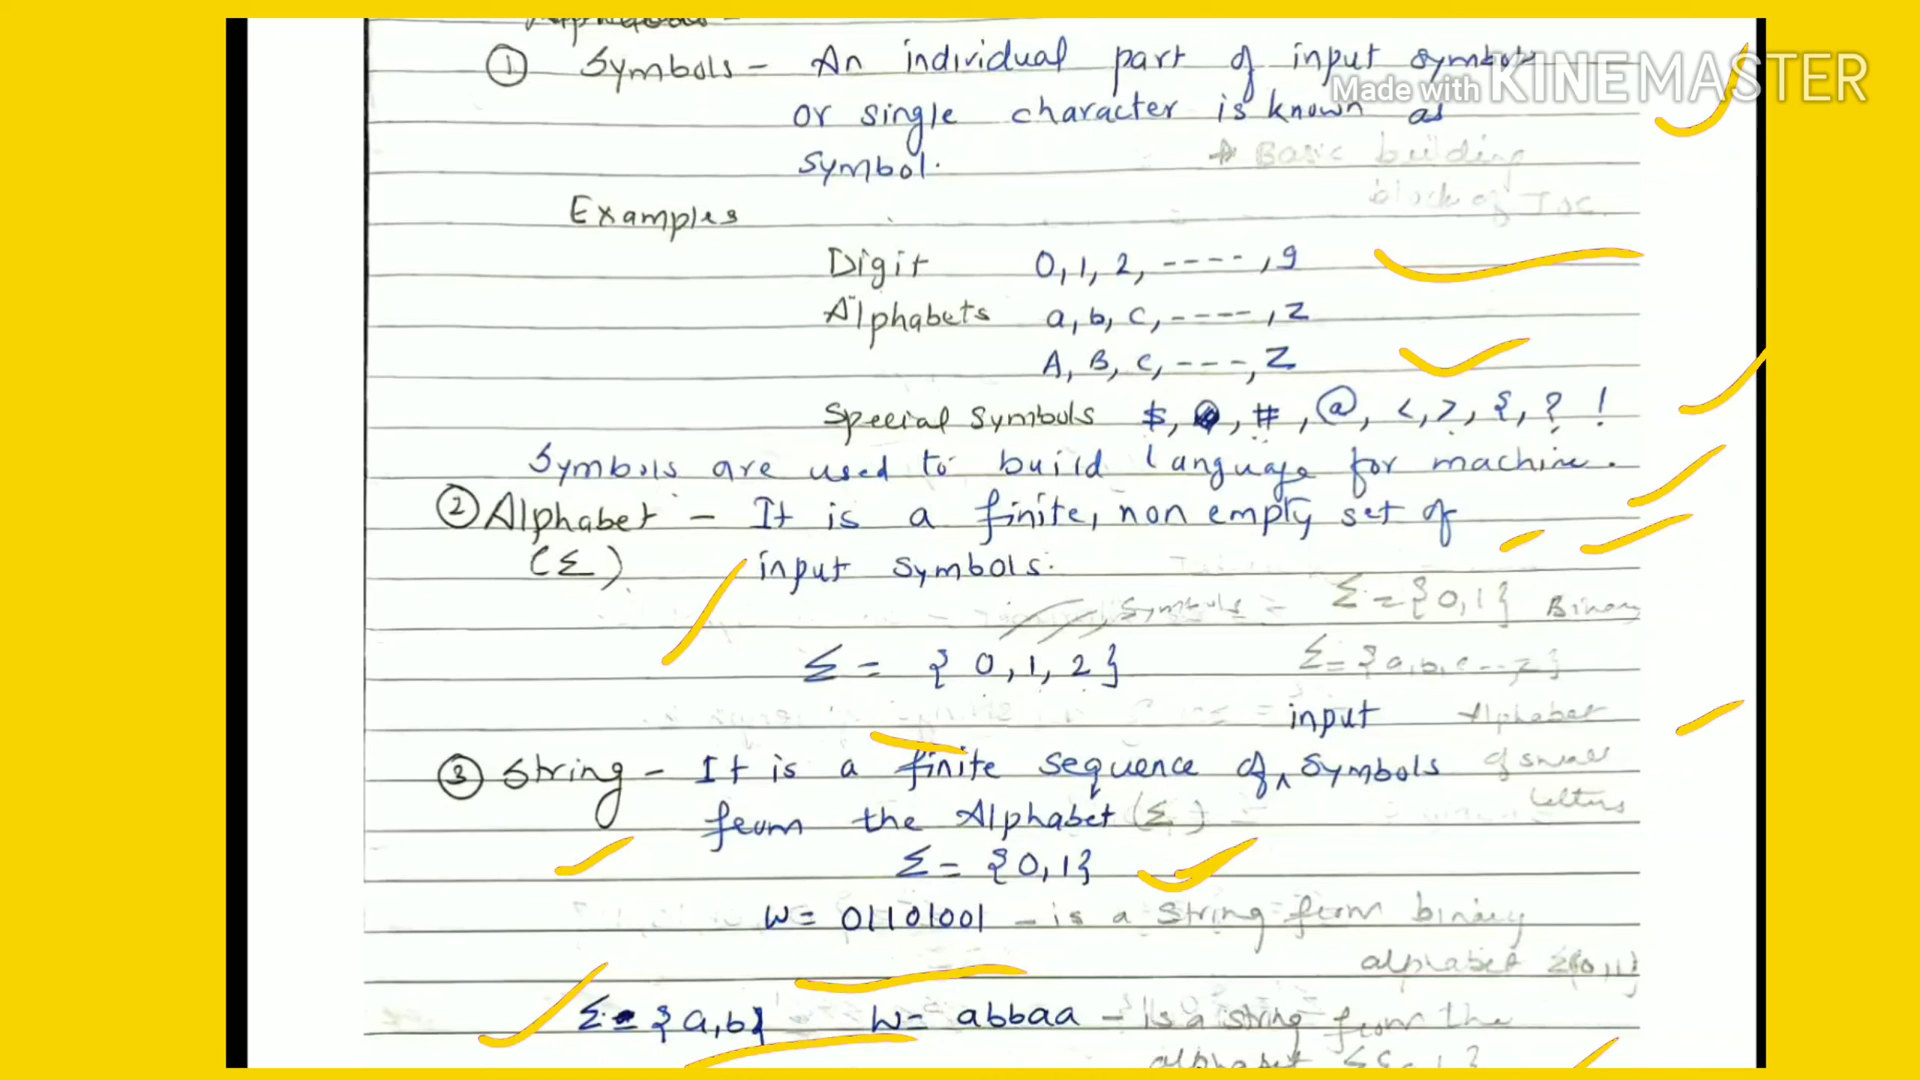 ① Symbols - An individual part of input symbols
Made with KINEMASTER
or single character is known as
Symbol.
→ Basic building
block of TOC.
Examples
Digit 0, 1, 2, ----, 9
Alphabets a, b, c, ----, z
A, B, C, ---, Z
Special Symbols $, #, @, <, >, {, ? !
Symbols are used to build language for machine.
② Alphabet - It is a finite, non empty set of
(Σ) input symbols.
Symbols = Σ = {0,1} Binary
Σ = {0, 1, 2}
Σ = {a, b, c -- z}
input Alphabet
③ String - It is a finite sequence of ∧ Symbols
of small
letters
from the Alphabet (Σ)
Σ = {0, 1}
W = 01101001 - is a string from binary
alphabet Σ{0,1}
Σ = {a, b} W = abbaa - is a string from the
alphabet